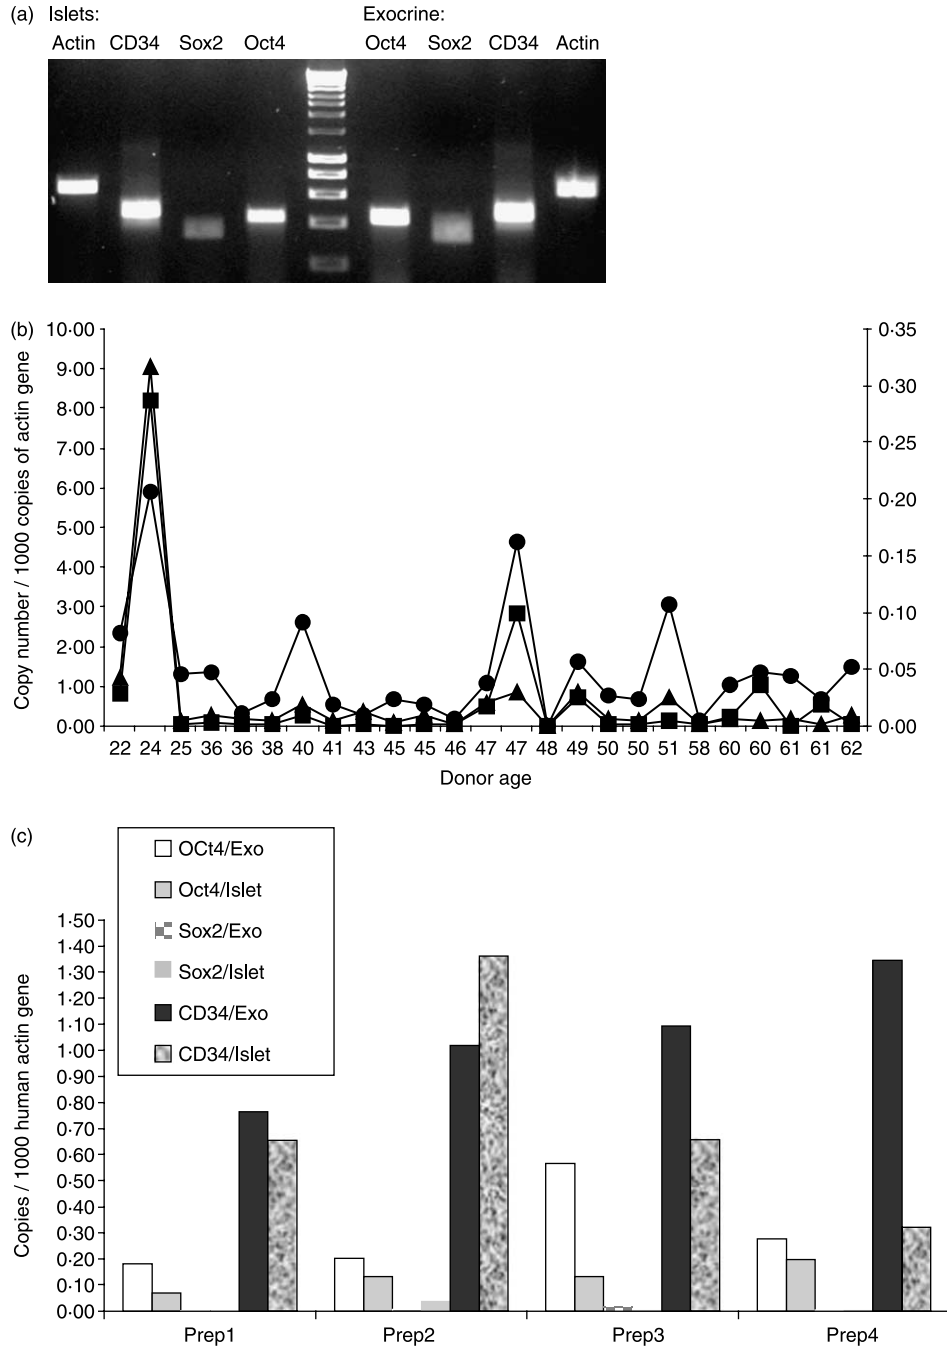 (a) Islets: Exocrine:
Actin CD34 Sox2 Oct4 Oct4 Sox2 CD34 Actin
(b)
Copy number / 1000 copies of actin gene
10·00
9·00
8·00
7·00
6·00
5·00
4·00
3·00
2·00
1·00
0·00
0·35
0·30
0·25
0·20
0·15
0·10
0·05
0·00
22 24 25 36 36 38 40 41 43 45 45 46 47 47 48 49 50 50 51 58 60 60 61 61 62
Donor age
(c)
OCt4/Exo
Oct4/Islet
Sox2/Exo
Sox2/Islet
CD34/Exo
CD34/Islet
Copies / 1000 human actin gene
1·50
1·40
1·30
1·20
1·10
1·00
0·90
0·80
0·70
0·60
0·50
0·40
0·30
0·20
0·10
0·00
Prep1 Prep2 Prep3 Prep4